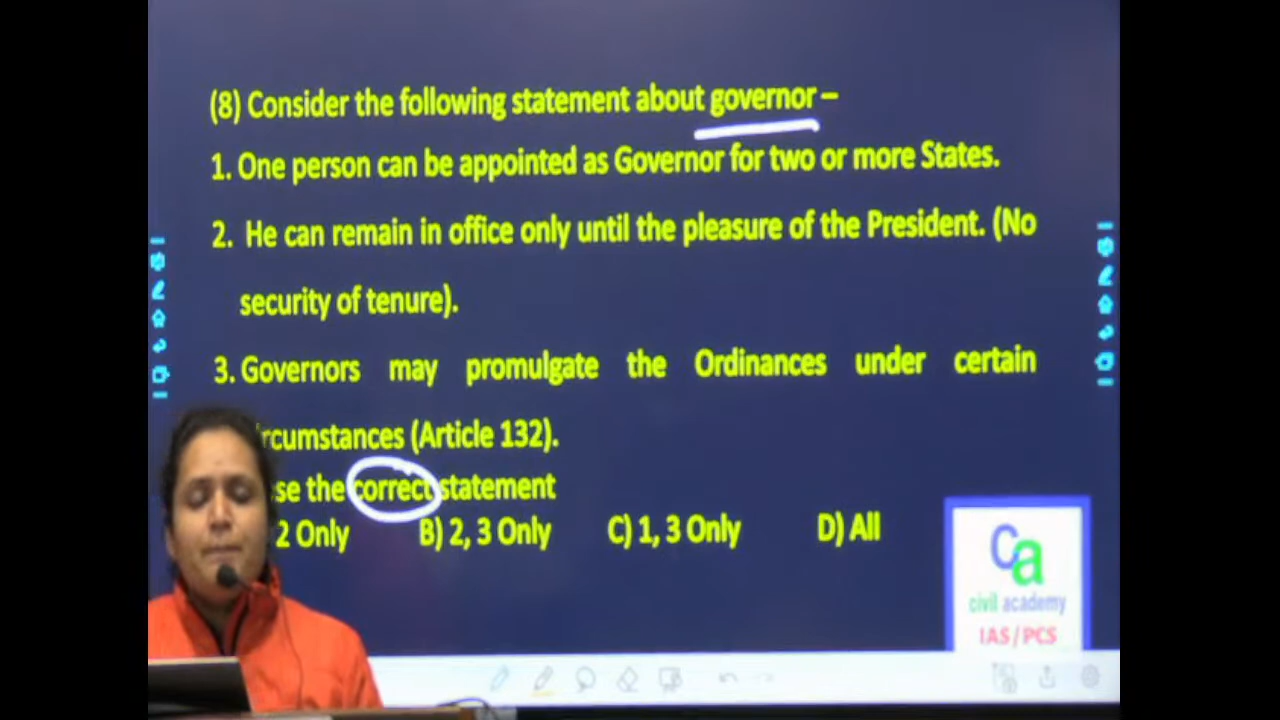 (8) Consider the following statement about governor –
1. One person can be appointed as Governor for two or more States.
2. He can remain in office only until the pleasure of the President. (No
security of tenure).
3. Governors may promulgate the Ordinances under certain
(Article 132).
the correct statement
2 Only B) 2, 3 Only C) 1, 3 Only D) All
Ca
civil academy
IAS/PCS